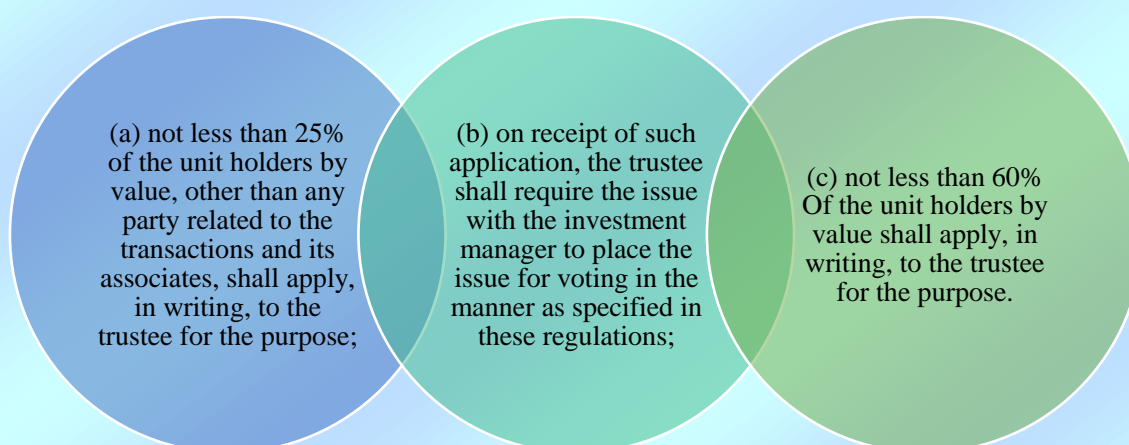 (a) not less than 25%
of the unit holders by
value, other than any
party related to the
transactions and its
associates, shall apply,
in writing, to the
trustee for the purpose;
(b) on receipt of such
application, the trustee
shall require the issue
with the investment
manager to place the
issue for voting in the
manner as specified in
these regulations;
(c) not less than 60%
Of the unit holders by
value shall apply, in
writing, to the trustee
for the purpose.